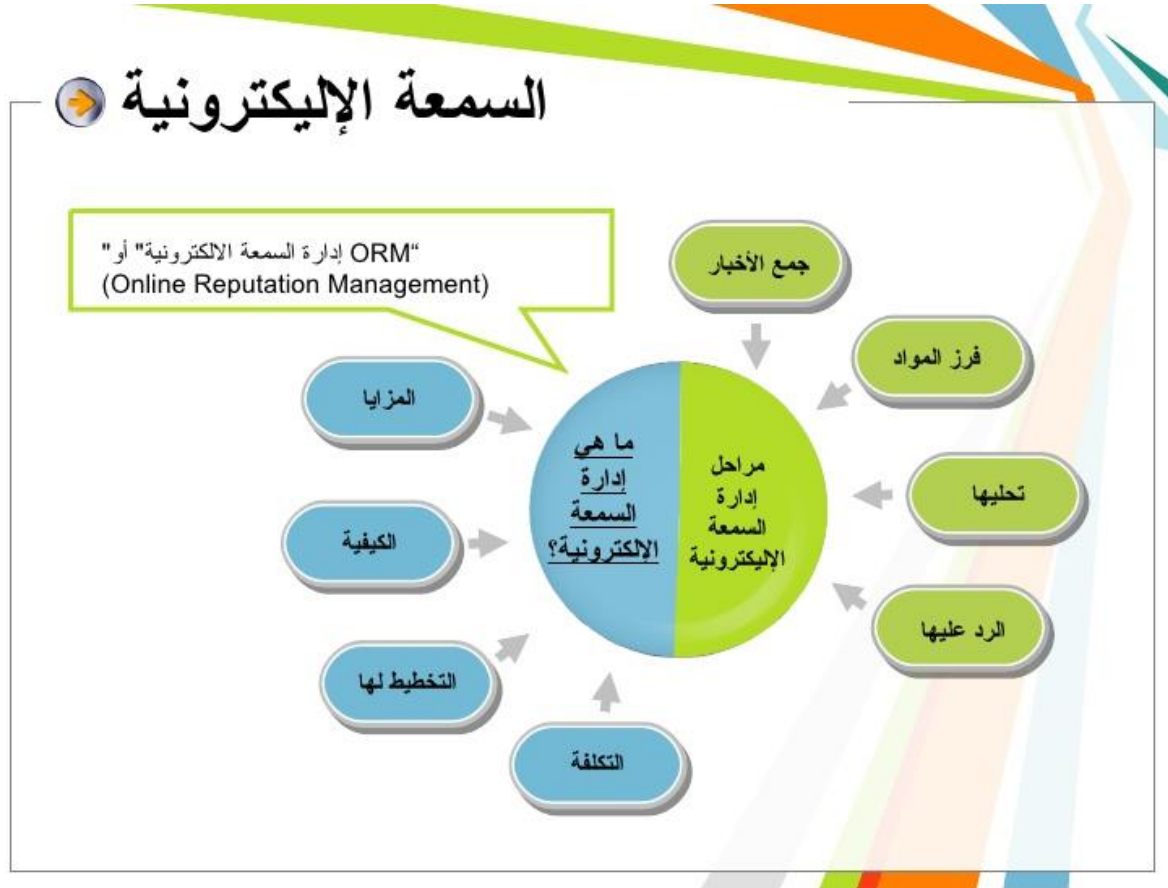 السمعة الإليكترونية
"إدارة السمعة الالكترونية" أو "ORM
(Online Reputation Management)
جمع الأخبار
فرز المواد
تحليها
الرد عليها
مراحل
إدارة
السمعة
الإليكترونية
ما هي
إدارة
السمعة
الإلكترونية؟
المزايا
الكيفية
التخطيط لها
التكلفة